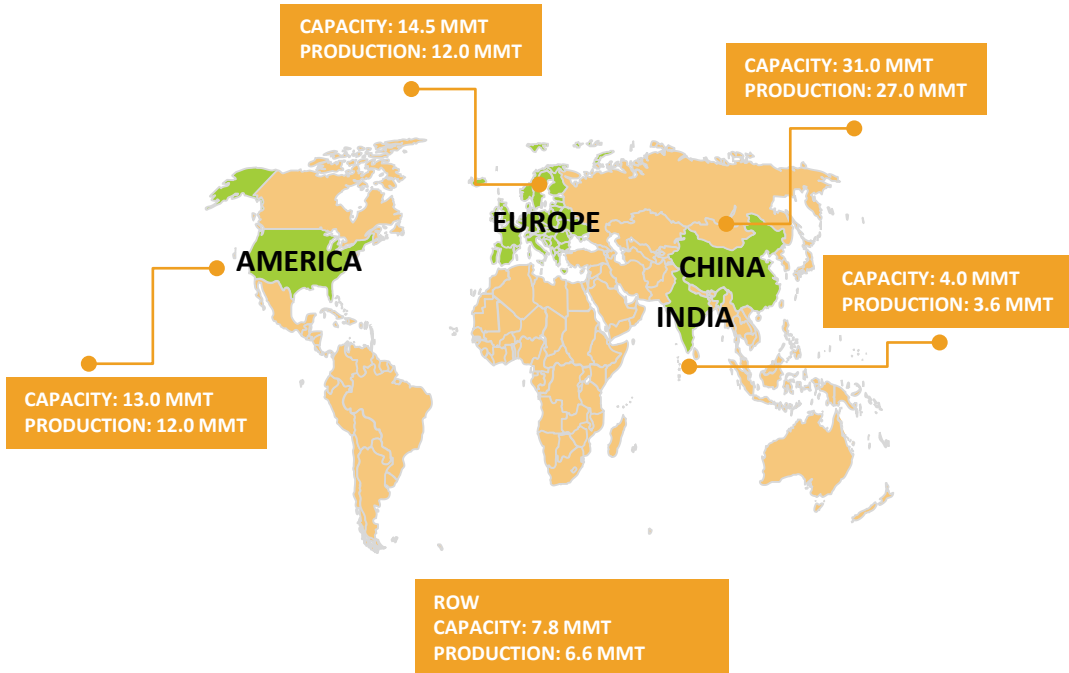 CAPACITY: 14.5 MMT
PRODUCTION: 12.0 MMT
CAPACITY: 31.0 MMT
PRODUCTION: 27.0 MMT
EUROPE
AMERICA
CHINA
CAPACITY: 4.0 MMT
PRODUCTION: 3.6 MMT
INDIA
CAPACITY: 13.0 MMT
PRODUCTION: 12.0 MMT
ROW
CAPACITY: 7.8 MMT
PRODUCTION: 6.6 MMT